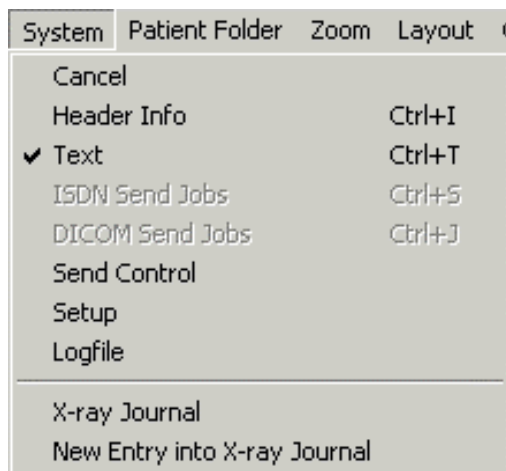 System Patient Folder Zoom Layout
Cancel
Header Info Ctrl+I
Text Ctrl+T
ISDN Send Jobs Ctrl+S
DICOM Send Jobs Ctrl+J
Send Control
Setup
Logfile
X-ray Journal
New Entry into X-ray Journal